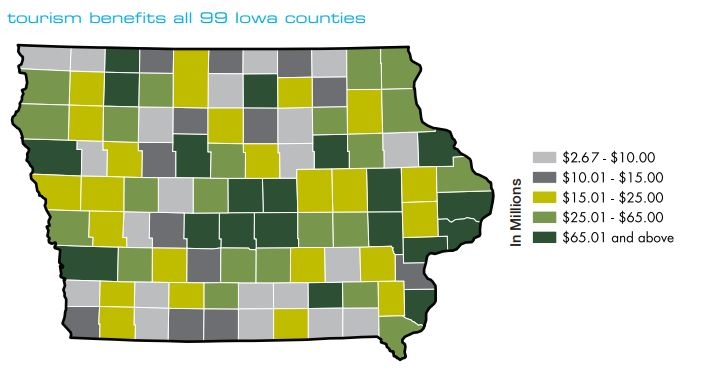 tourism benefits all 99 Iowa counties
In Millions
$2.67 - $10.00
$10.01 - $15.00
$15.01 - $25.00
$25.01 - $65.00
$65.01 and above